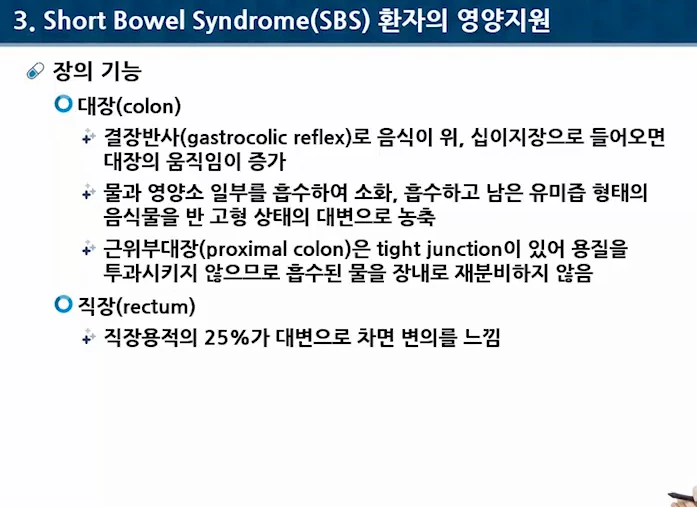 3. Short Bowel Syndrome(SBS) 환자의 영양지원
장의 기능
대장(colon)
결장반사(gastrocolic reflex)로 음식이 위, 십이지장으로 들어오면
대장의 움직임이 증가
물과 영양소 일부를 흡수하여 소화, 흡수하고 남은 유미즙 형태의
음식물을 반 고형 상태의 대변으로 농축
근위부대장(proximal colon)은 tight junction이 있어 용질을
투과시키지 않으므로 흡수된 물을 장내로 재분비하지 않음
직장(rectum)
직장용적의 25%가 대변으로 차면 변의를 느낌